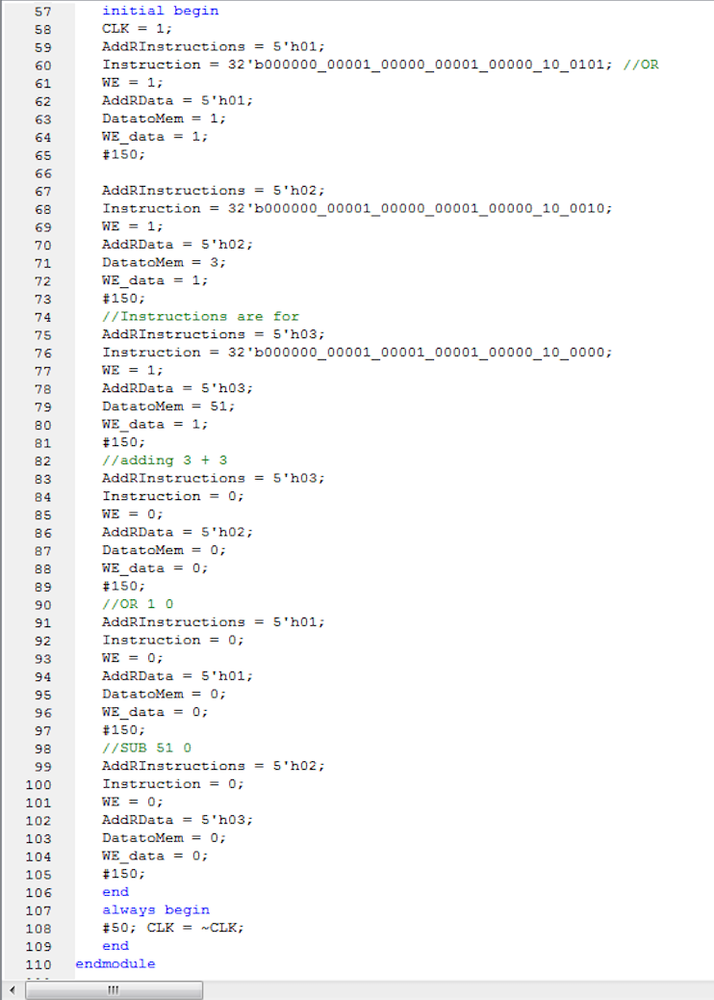 57 initial begin
58 CLK = 1;
59 AddRInstructions = 5'h01;
60 Instruction = 32'b000000_00001_00000_00001_00000_10_0101; //OR
61 WE = 1;
62 AddRData = 5'h01;
63 DatatoMem = 1;
64 WE_data = 1;
65 #150;
66
67 AddRInstructions = 5'h02;
68 Instruction = 32'b000000_00001_00000_00001_00000_10_0010;
69 WE = 1;
70 AddRData = 5'h02;
71 DatatoMem = 3;
72 WE_data = 1;
73 #150;
74 //Instructions are for
75 AddRInstructions = 5'h03;
76 Instruction = 32'b000000_00001_00001_00001_00000_10_0000;
77 WE = 1;
78 AddRData = 5'h03;
79 DatatoMem = 51;
80 WE_data = 1;
81 #150;
82 //adding 3 + 3
83 AddRInstructions = 5'h03;
84 Instruction = 0;
85 WE = 0;
86 AddRData = 5'h02;
87 DatatoMem = 0;
88 WE_data = 0;
89 #150;
90 //OR 1 0
91 AddRInstructions = 5'h01;
92 Instruction = 0;
93 WE = 0;
94 AddRData = 5'h01;
95 DatatoMem = 0;
96 WE_data = 0;
97 #150;
98 //SUB 51 0
99 AddRInstructions = 5'h02;
100 Instruction = 0;
101 WE = 0;
102 AddRData = 5'h03;
103 DatatoMem = 0;
104 WE_data = 0;
105 #150;
106 end
107 always begin
108 #50; CLK = ~CLK;
109 end
110 endmodule